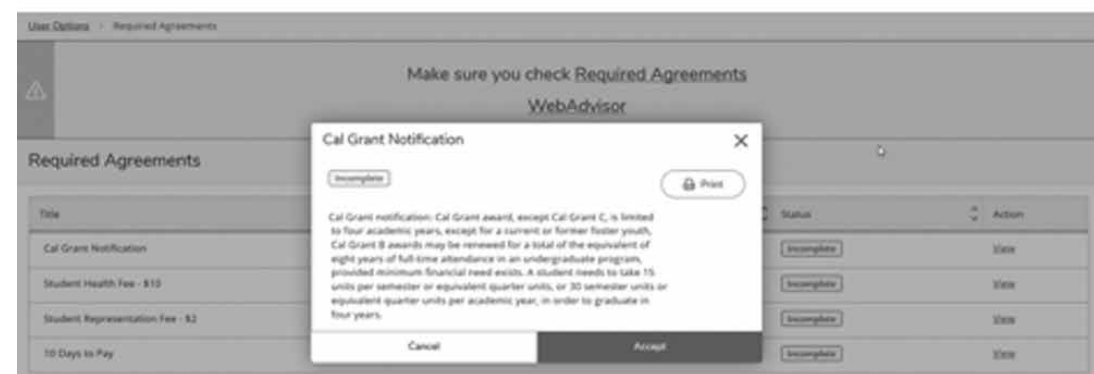 User Options › Required Agreements
Make sure you check Required Agreements
WebAdvisor
Required Agreements
Cal Grant Notification
Incomplete
Print
Cal Grant notification: Cal Grant award, except Cal Grant C, is limited
to four academic years, except for a current or former foster youth,
Cal Grant B awards may be renewed for a total of the equivalent of
eight years of full-time attendance in an undergraduate program,
provided minimum financial need exists. A student needs to take 15
units per semester or equivalent quarter units, or 30 semester units or
equivalent quarter units per academic year, in order to graduate in
four years.
Cancel Accept
Title Status Action
Cal Grant Notification Incomplete View
Student Health Fee - $10 Incomplete View
Student Representation Fee - $2 Incomplete View
10 Days to Pay Incomplete View